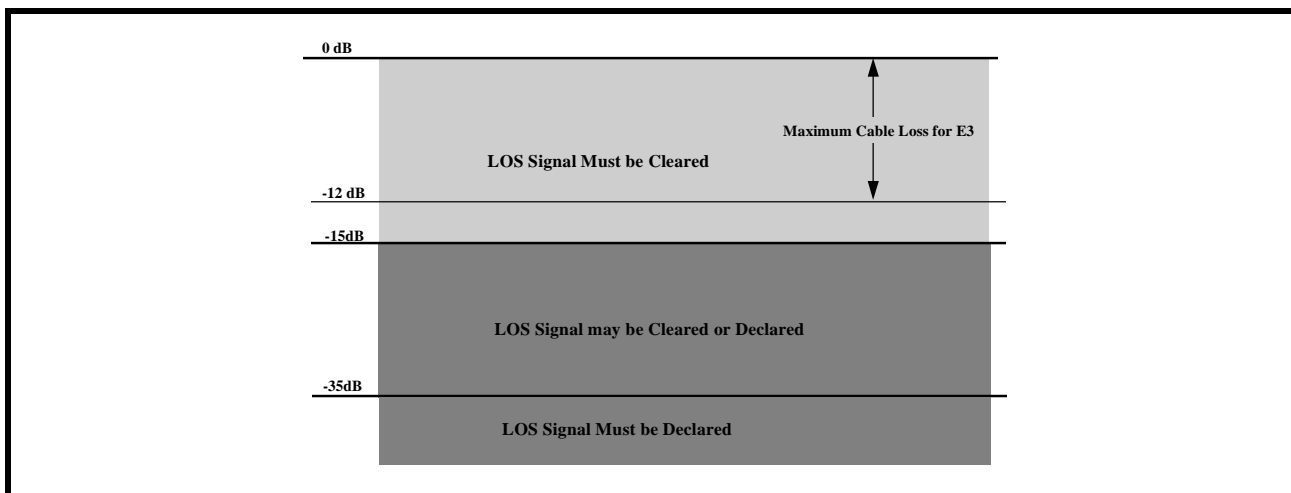 0 dB
Maximum Cable Loss for E3
LOS Signal Must be Cleared
-12 dB
-15dB
LOS Signal may be Cleared or Declared
-35dB
LOS Signal Must be Declared